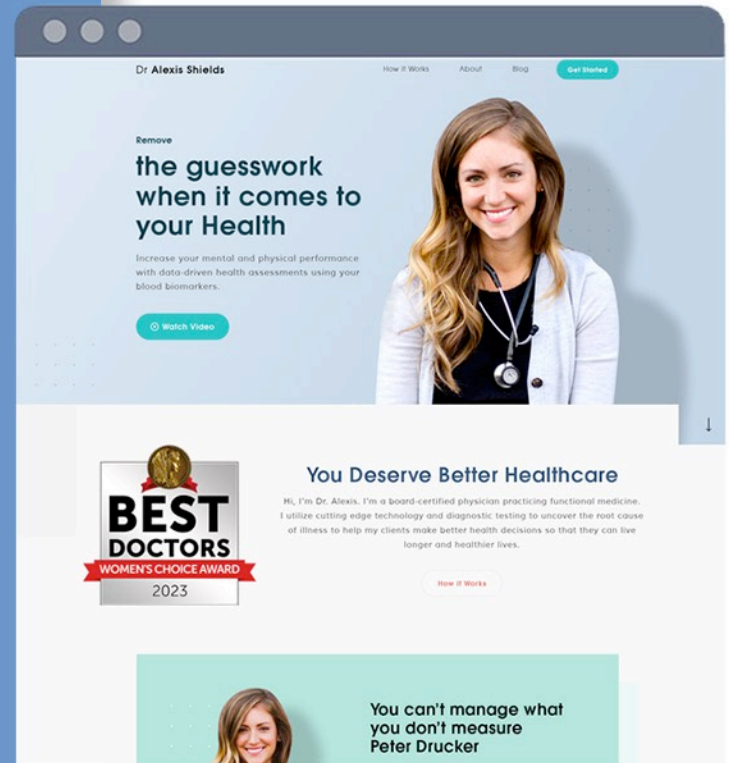 Dr Alexis Shields
How it Works
About
Blog
Get Started
Remove
the guesswork
when it comes to
your Health
Increase your mental and physical performance
with data-driven health assessments using your
blood biomarkers.
Watch Video
BEST
DOCTORS
WOMEN'S CHOICE AWARD
2023
You Deserve Better Healthcare
Hi, I'm Dr. Alexis. I'm a board-certified physician practicing functional medicine.
I utilize cutting edge technology and diagnostic testing to uncover the root cause
of illness to help my clients make better health decisions so that they can live
longer and healthier lives.
How it Works
You can't manage what
you don't measure
Peter Drucker